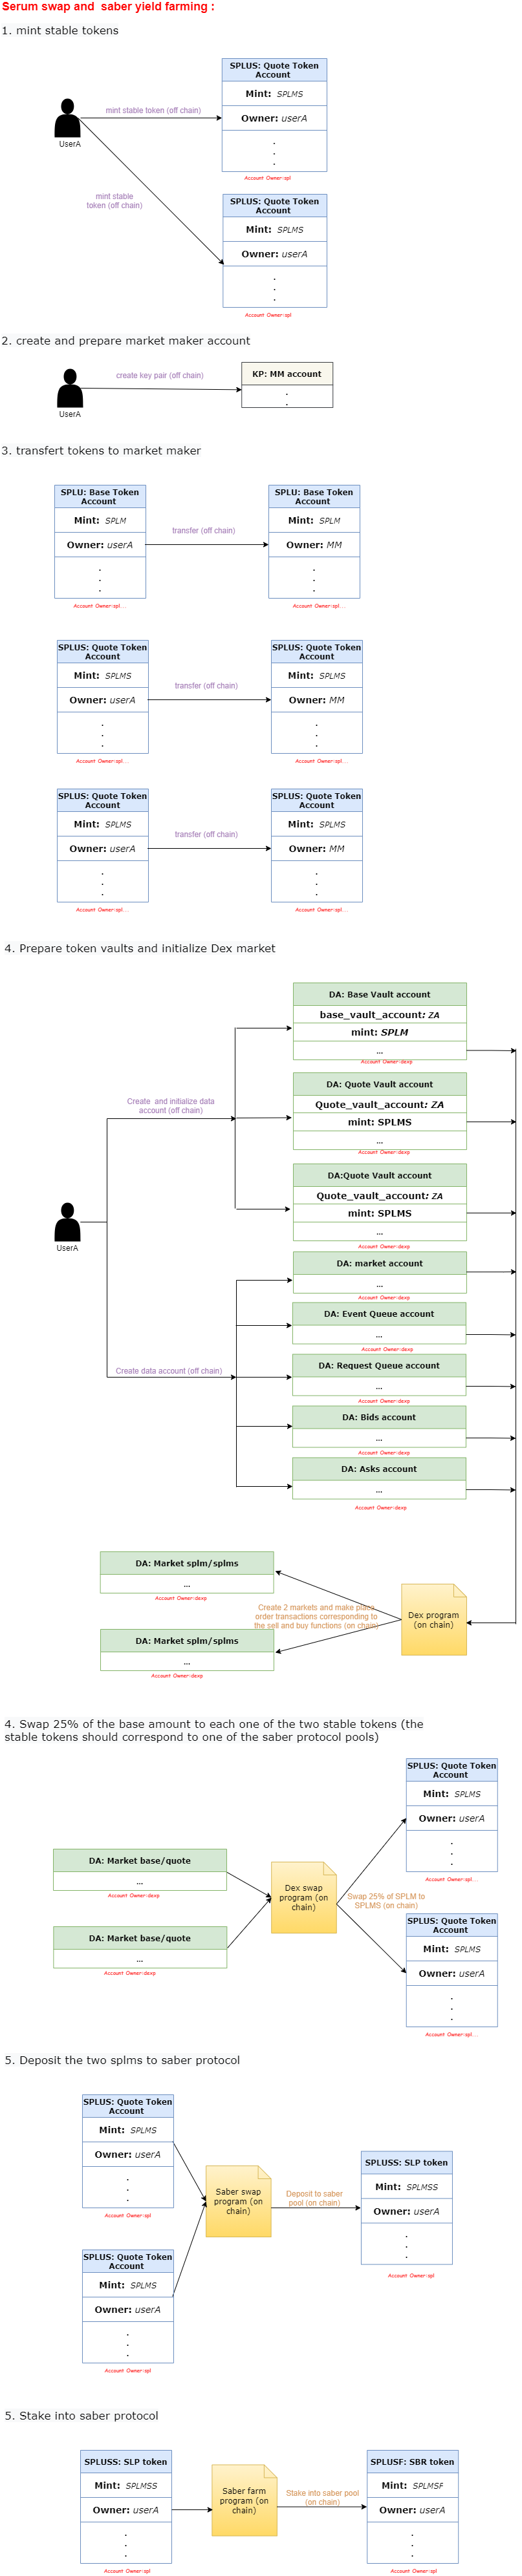 Serum swap and saber yield farming :
1. mint stable tokens
SPLUS: Quote Token
Account
Mint: SPLMS
Owner: userA
.
.
.
Account Owner:spl
mint stable token (off chain)
UserA
mint stable
token (off chain)
SPLUS: Quote Token
Account
Mint: SPLMS
Owner: userA
.
.
.
Account Owner:spl
2. create and prepare market maker account
create key pair (off chain)
UserA
KP: MM account
.
.
3. transfert tokens to market maker
SPLU: Base Token
Account
Mint: SPLM
Owner: userA
.
.
.
Account Owner:spl...
transfer (off chain)
SPLU: Base Token
Account
Mint: SPLM
Owner: MM
.
.
.
Account Owner:spl...
SPLUS: Quote Token
Account
Mint: SPLMS
Owner: userA
.
.
.
Account Owner:spl...
transfer (off chain)
SPLUS: Quote Token
Account
Mint: SPLMS
Owner: MM
.
.
.
Account Owner:spl...
SPLUS: Quote Token
Account
Mint: SPLMS
Owner: userA
.
.
.
Account Owner:spl...
transfer (off chain)
SPLUS: Quote Token
Account
Mint: SPLMS
Owner: MM
.
.
.
Account Owner:spl...
4. Prepare token vaults and initialize Dex market
DA: Base Vault account
base_vault_account: ZA
mint: SPLM
...
Account Owner:dexp
Create and initialize data
account (off chain)
DA: Quote Vault account
Quote_vault_account: ZA
mint: SPLMS
...
Account Owner:dexp
DA:Quote Vault account
Quote_vault_account: ZA
mint: SPLMS
...
Account Owner:dexp
UserA
DA: market account
...
Account Owner:dexp
DA: Event Queue account
...
Account Owner:dexp
Create data account (off chain)
DA: Request Queue account
...
Account Owner:dexp
DA: Bids account
...
Account Owner:dexp
DA: Asks account
...
Account Owner:dexp
DA: Market splm/splms
...
Account Owner:dexp
Create 2 markets and make place
order transactions corresponding to
the sell and buy functions (on chain)
Dex program
(on chain)
DA: Market splm/splms
...
Account Owner:dexp
4. Swap 25% of the base amount to each one of the two stable tokens (the
stable tokens should correspond to one of the saber protocol pools)
SPLUS: Quote Token
Account
Mint: SPLMS
Owner: userA
.
.
.
Account Owner:spl...
DA: Market base/quote
...
Account Owner:dexp
Dex swap
program (on
chain)
Swap 25% of SPLM to
SPLMS (on chain)
DA: Market base/quote
...
Account Owner:dexp
SPLUS: Quote Token
Account
Mint: SPLMS
Owner: userA
.
.
.
Account Owner:spl...
5. Deposit the two splms to saber protocol
SPLUS: Quote Token
Account
Mint: SPLMS
Owner: userA
.
.
.
Account Owner:spl
Saber swap
program (on
chain)
Deposit to saber
pool (on chain)
SPLUSS: SLP token
Mint: SPLMSS
Owner: userA
.
.
.
Account Owner:spl
SPLUS: Quote Token
Account
Mint: SPLMS
Owner: userA
.
.
.
Account Owner:spl
5. Stake into saber protocol
SPLUSS: SLP token
Mint: SPLMSS
Owner: userA
.
.
.
Account Owner:spl
Saber farm
program (on
chain)
Stake into saber pool
(on chain)
SPLUSF: SBR token
Mint: SPLMSF
Owner: userA
.
.
.
Account Owner:spl